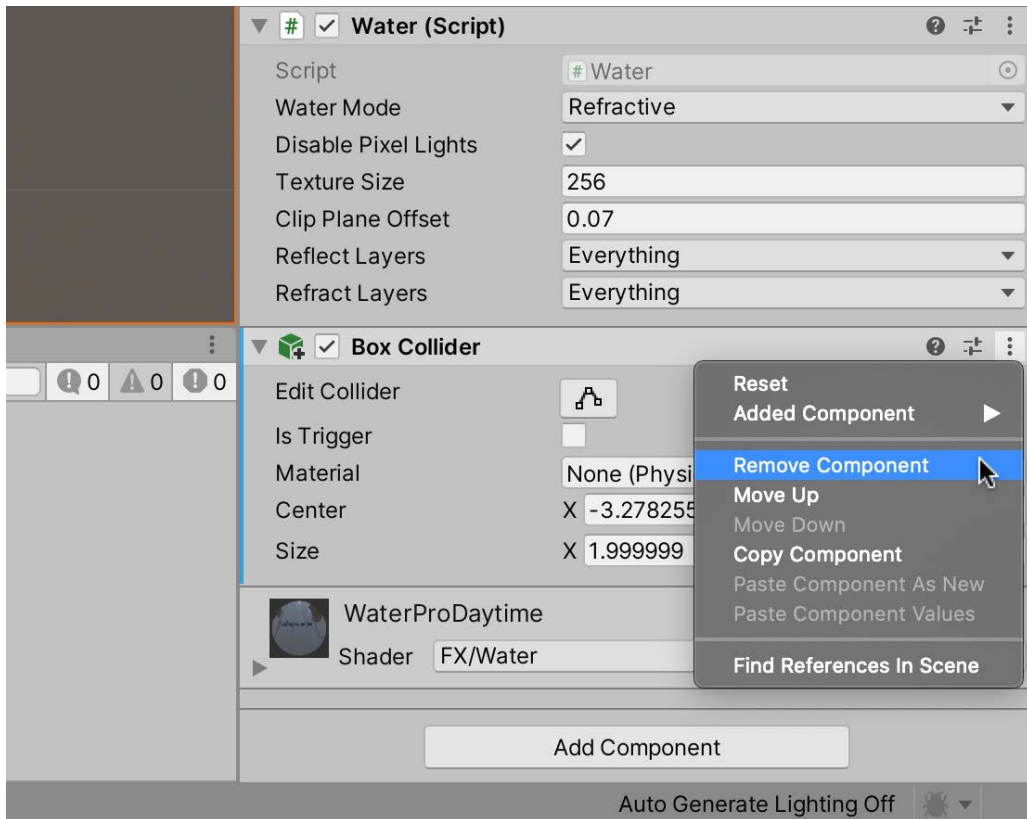 # Water (Script)
Script # Water
Water Mode Refractive
Disable Pixel Lights
Texture Size 256
Clip Plane Offset 0.07
Reflect Layers Everything
Refract Layers Everything
Box Collider
0 0 0
Edit Collider
Is Trigger
Material None (Physi
Center X -3.278255
Size X 1.999999
Reset
Added Component
Remove Component
Move Up
Move Down
Copy Component
Paste Component As New
Paste Component Values
Find References In Scene
WaterProDaytime
Shader FX/Water
Add Component
Auto Generate Lighting Off